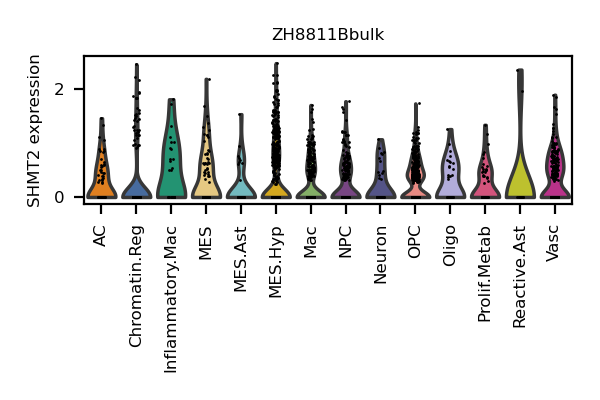 ZH8811Bbulk
SHMT2 expression
2
0
AC
Chromatin.Reg
Inflammatory.Mac
MES
MES.Ast
MES.Hyp
Mac
NPC
Neuron
OPC
Oligo
Prolif.Metab
Reactive.Ast
Vasc